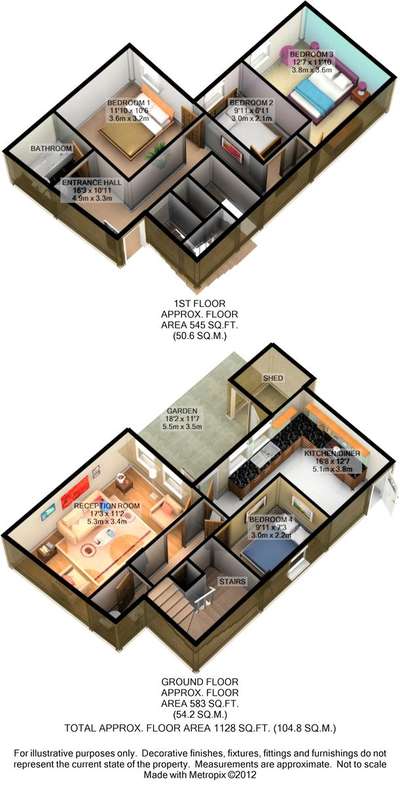 BEDROOM 3
12'7 x 11'10
3.8m x 3.6m
BEDROOM 1
11'10 x 10'6
3.6m x 3.2m
BEDROOM 2
9'11 x 6'11
3.0m x 2.1m
BATHROOM
ENTRANCE HALL
16'3 x 10'11
4.9m x 3.3m
1ST FLOOR
APPROX. FLOOR
AREA 545 SQ.FT.
(50.6 SQ.M.)
SHED
GARDEN
18'2 x 11'7
5.5m x 3.5m
KITCHEN/DINER
16'8 x 12'7
5.1m x 3.8m
RECEPTION ROOM
17'3 x 11'2
5.3m x 3.4m
BEDROOM 4
9'11 x 7'3
3.0m x 2.2m
STAIRS
GROUND FLOOR
APPROX. FLOOR
AREA 583 SQ.FT.
(54.2 SQ.M.)
TOTAL APPROX. FLOOR AREA 1128 SQ.FT. (104.8 SQ.M.)
For illustrative purposes only. Decorative finishes, fixtures, fittings and furnishings do not
represent the current state of the property. Measurements are approximate. Not to scale
Made with Metropix ©2012